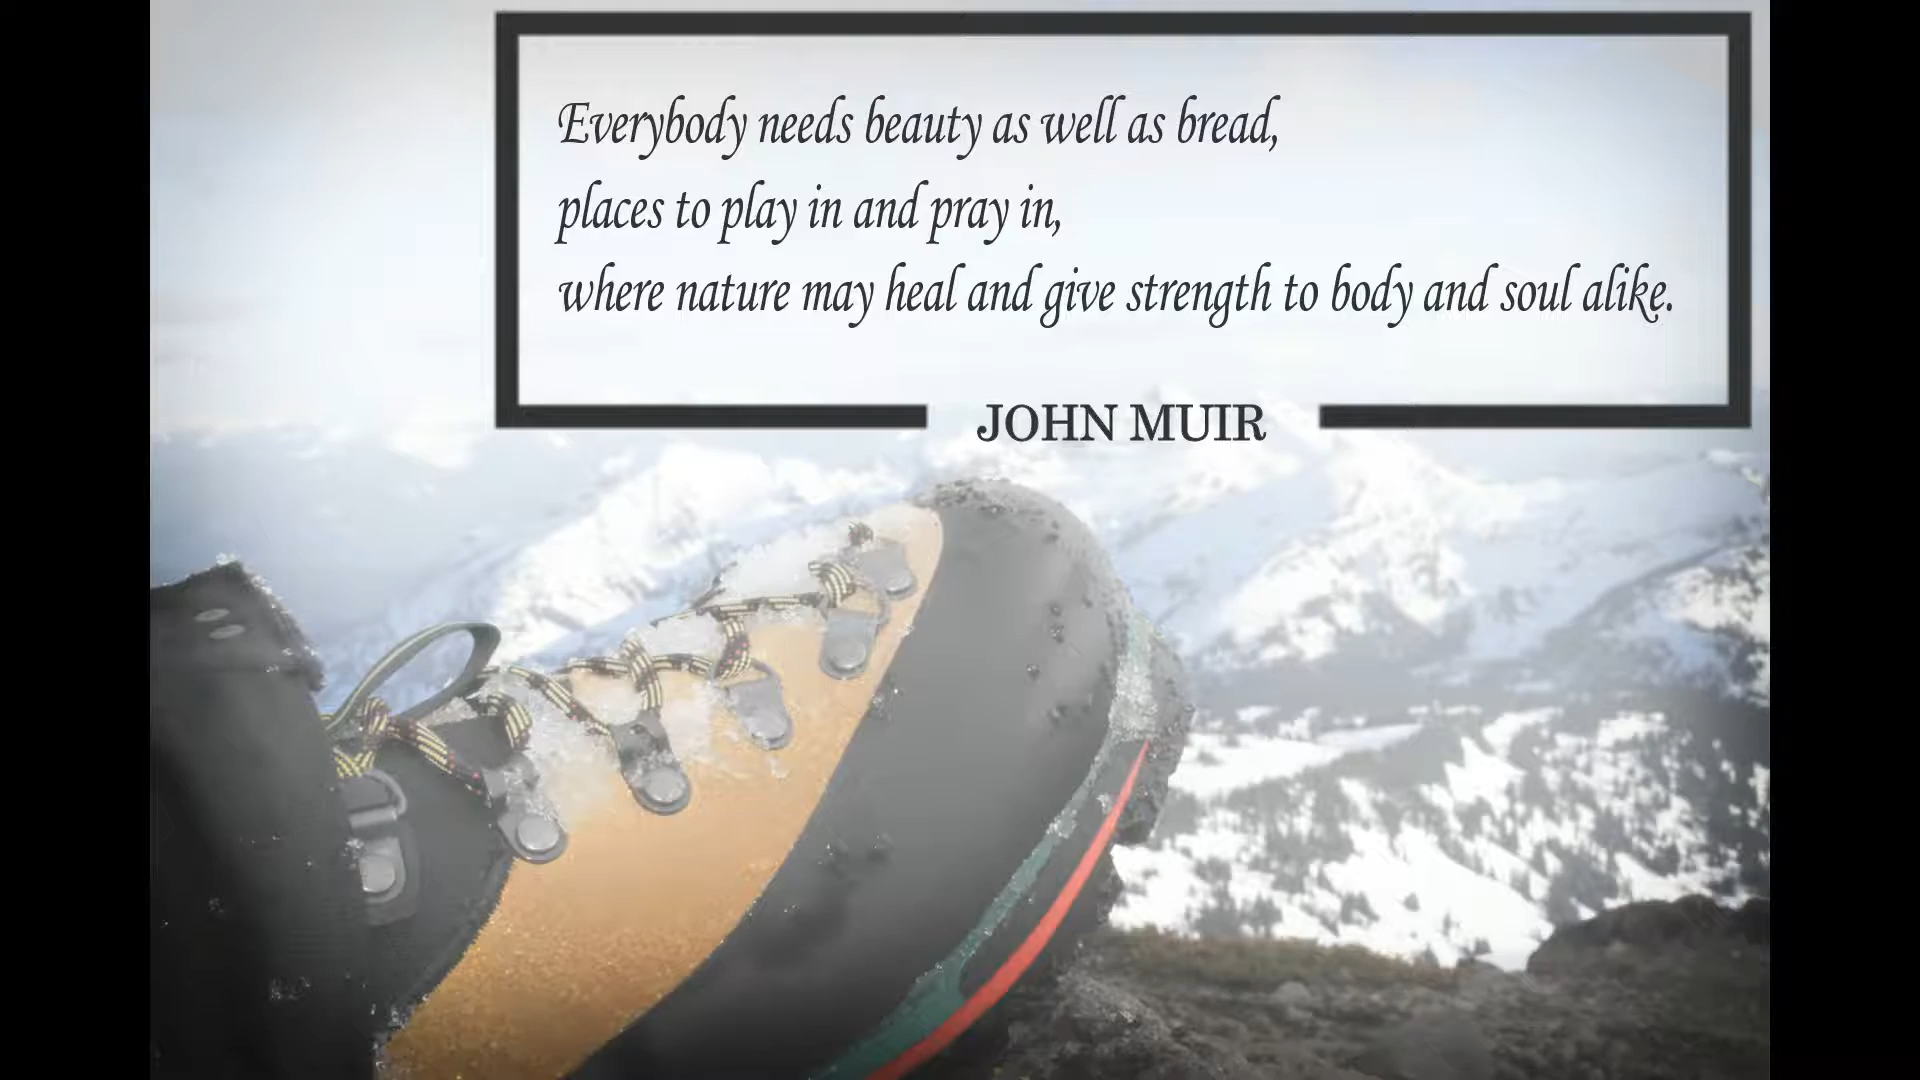 Everybody needs beauty as well as bread,
places to play in and pray in,
where nature may heal and give strength to body and soul alike.
JOHN MUIR